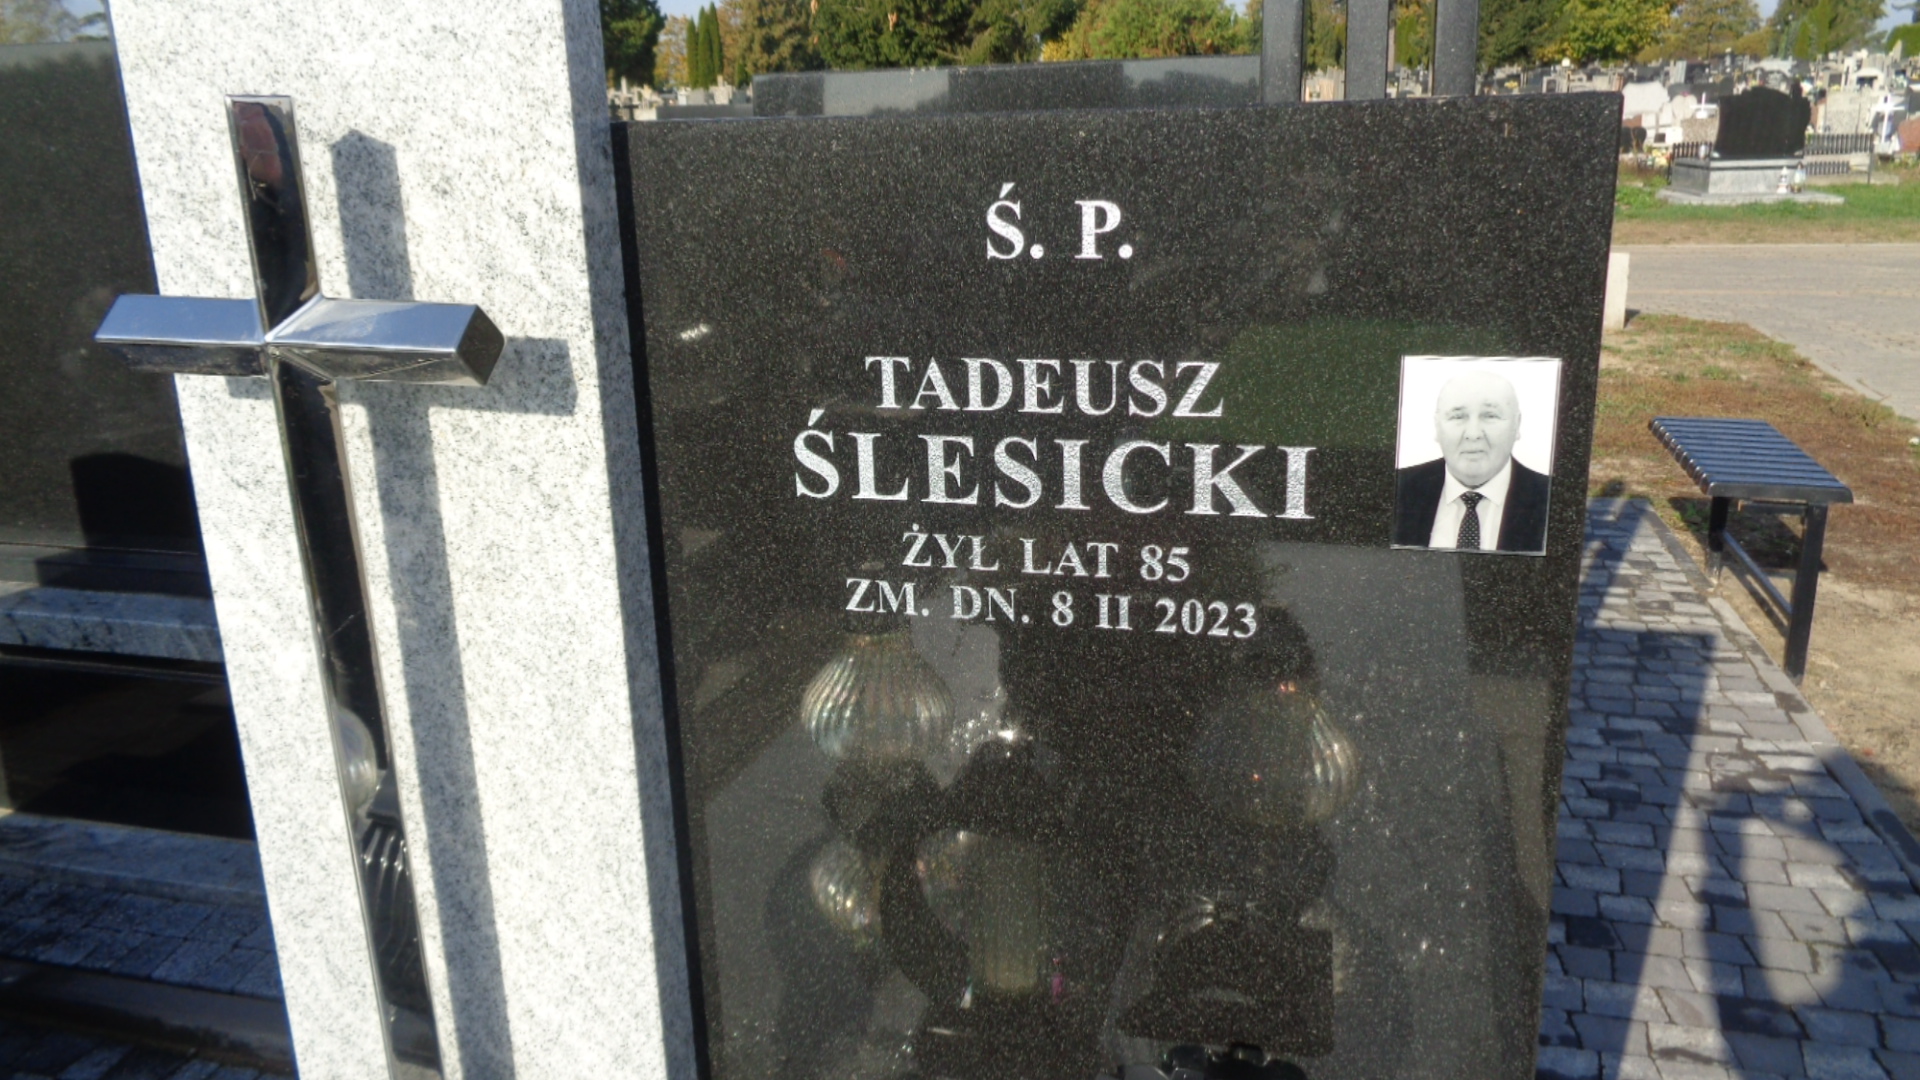 Ś. P.
TADEUSZ
ŚLESICKI
ŻYŁ LAT 85
ZM. DN. 8 II 2023